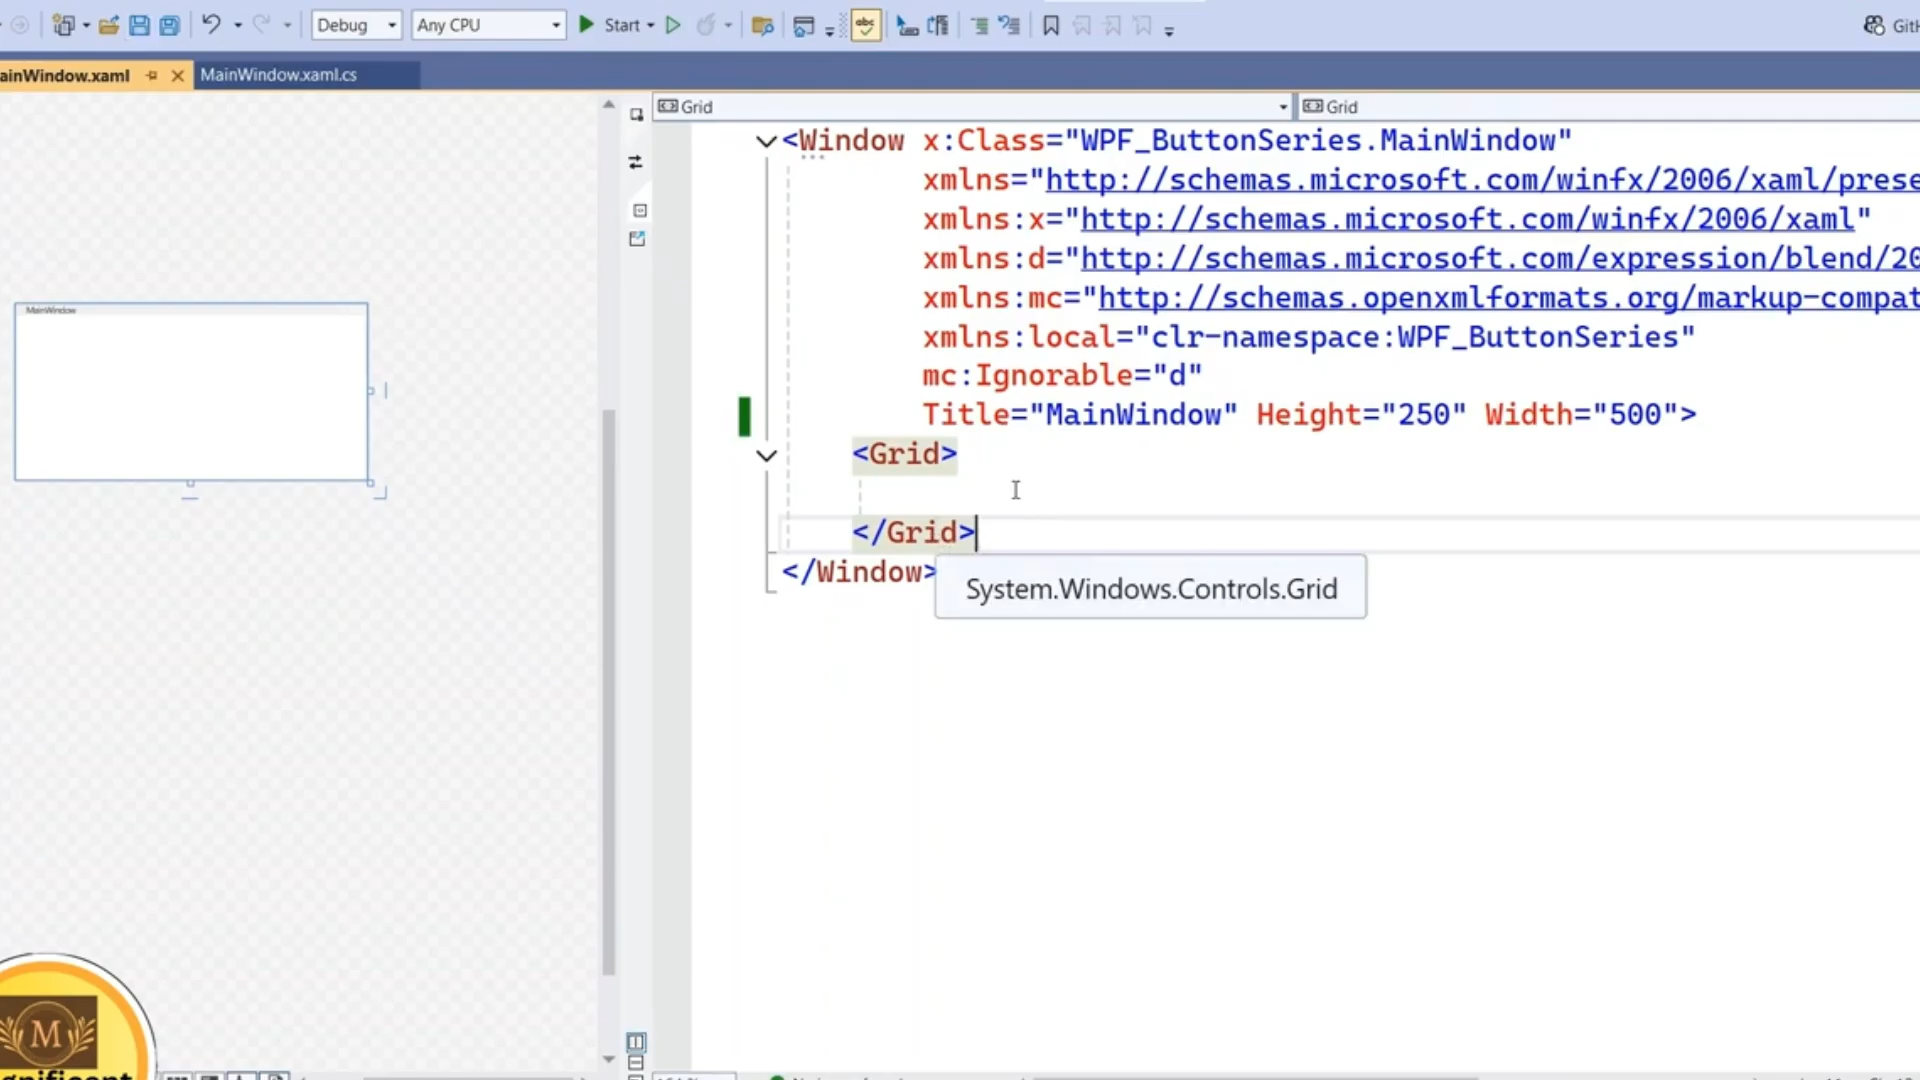 Debug Any CPU Start
MainWindow.xaml.cs
Grid Grid
MainWindow
<Window x:Class="WPF_ButtonSeries.MainWindow"
xmlns="http://schemas.microsoft.com/winfx/2006/xaml/prese
xmlns:x="http://schemas.microsoft.com/winfx/2006/xaml"
xmlns:d="http://schemas.microsoft.com/expression/blend/20
xmlns:mc="http://schemas.openxmlformats.org/markup-compat
xmlns:local="clr-namespace:WPF_ButtonSeries"
mc:Ignorable="d"
Title="MainWindow" Height="250" Width="500">
<Grid>
</Grid>
</Window>
System.Windows.Controls.Grid
M